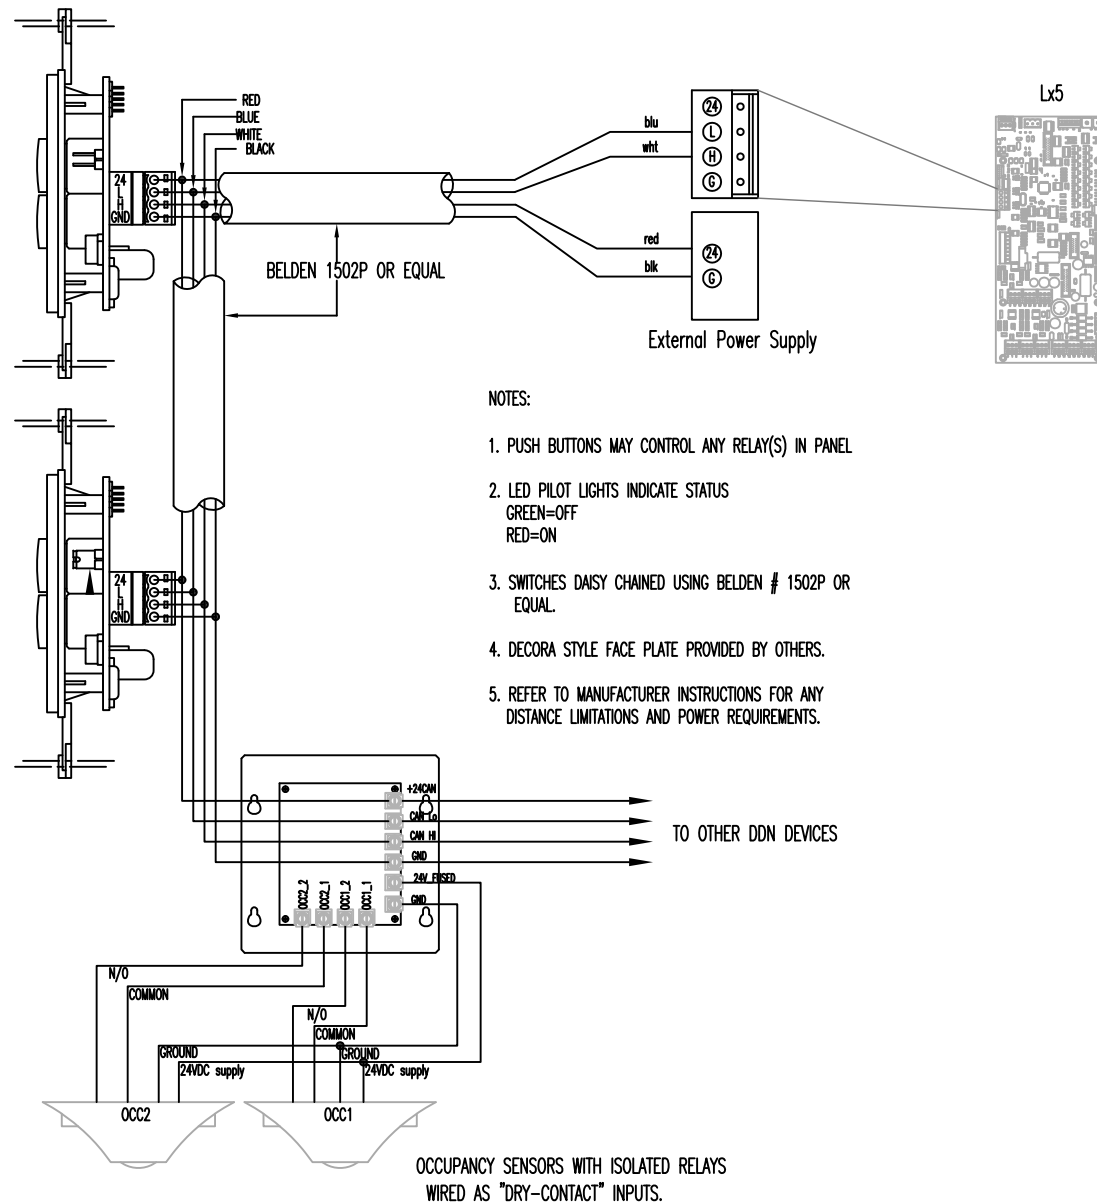 RED
BLUE
WHITE
BLACK
24
L
H
GND
BELDEN 1502P OR EQUAL
blu
wht
red
blk
24
L
H
G
24
G
External Power Supply
Lx5
NOTES:
1. PUSH BUTTONS MAY CONTROL ANY RELAY(S) IN PANEL
2. LED PILOT LIGHTS INDICATE STATUS
GREEN=OFF
RED=ON
3. SWITCHES DAISY CHAINED USING BELDEN # 1502P OR
EQUAL.
4. DECORA STYLE FACE PLATE PROVIDED BY OTHERS.
5. REFER TO MANUFACTURER INSTRUCTIONS FOR ANY
DISTANCE LIMITATIONS AND POWER REQUIREMENTS.
24
L
H
GND
+24CAN
CAN Lo
CAN HI
GND
24V_FUSED
GND
OCC2_2
OCC2_1
OCC1_2
OCC1_1
TO OTHER DDN DEVICES
N/O
COMMON
N/O
COMMON
GROUND
GROUND
24VDC supply
24VDC supply
OCC2
OCC1
OCCUPANCY SENSORS WITH ISOLATED RELAYS
WIRED AS "DRY-CONTACT" INPUTS.